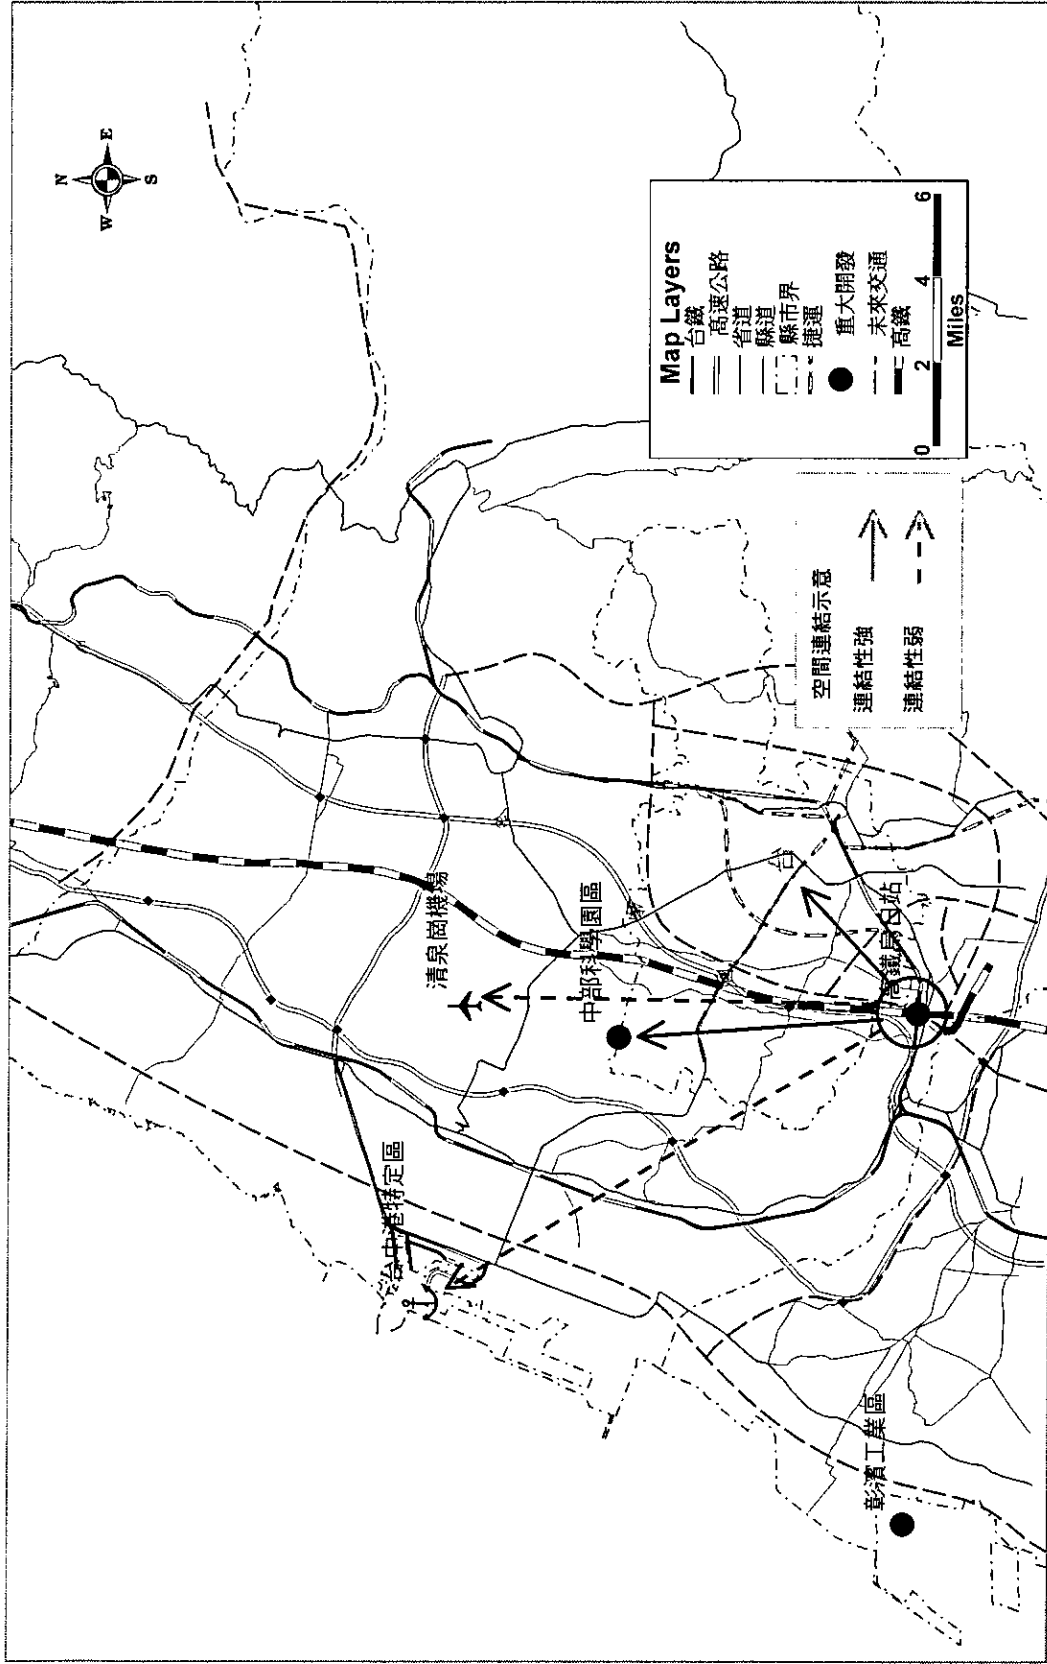 N
W
E
S
清泉崗機場
中部科學園區
台中港特定區
台
高鐵烏日站
彰濱工業區
空間連結示意
連結性強
連結性弱
Map Layers
台鐵
高速公路
省道
縣道
縣市界
捷運
重大開發
未來交通
高鐵
0 2 4 6
Miles